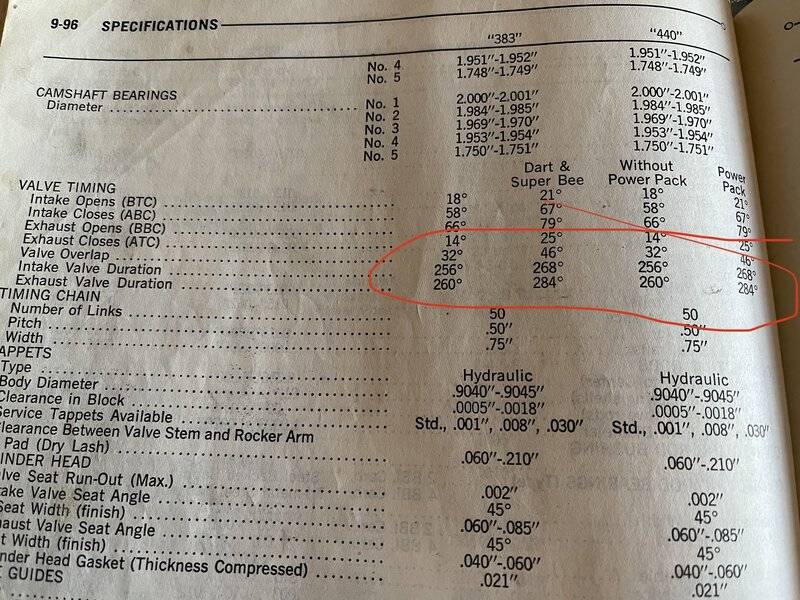 9-96 SPECIFICATIONS
"383" "440"
No. 4 1.951"-1.952" 1.951"-1.952"
No. 5 1.748"-1.749" 1.748"-1.749"
CAMSHAFT BEARINGS
Diameter No. 1 2.000"-2.001" 2.000"-2.001"
No. 2 1.984"-1.985" 1.984"-1.985"
No. 3 1.969"-1.970" 1.969"-1.970"
No. 4 1.953"-1.954" 1.953"-1.954"
No. 5 1.750"-1.751" 1.750"-1.751"
Dart & Without Power
Super Bee Power Pack Pack
VALVE TIMING
Intake Opens (BTC) 18° 21° 18° 21°
Intake Closes (ABC) 58° 67° 58° 67°
Exhaust Opens (BBC) 66° 79° 66° 79°
Exhaust Closes (ATC) 14° 25° 14° 25°
Valve Overlap 32° 46° 32° 46°
Intake Valve Duration 256° 268° 256° 268°
Exhaust Valve Duration 260° 284° 260° 284°
TIMING CHAIN
Number of Links 50 50
Pitch .50" .50"
Width .75" .75"
APPETS
Type Hydraulic Hydraulic
Body Diameter .9040"-.9045" .9040"-.9045"
Clearance in Block .0005"-.0018" .0005"-.0018"
Service Tappets Available Std., .001", .008", .030" Std., .001", .008", .030"
Clearance Between Valve Stem and Rocker Arm
Pad (Dry Lash) .060"-.210" .060"-.210"
INDER HEAD
lve Seat Run-Out (Max.) .002" .002"
take Valve Seat Angle 45° 45°
Seat Width (finish) .060"-.085" .060"-.085"
haust Valve Seat Angle 45° 45°
t Width (finish) .040"-.060" .040"-.060"
nder Head Gasket (Thickness Compressed) .021" .021"
E GUIDES